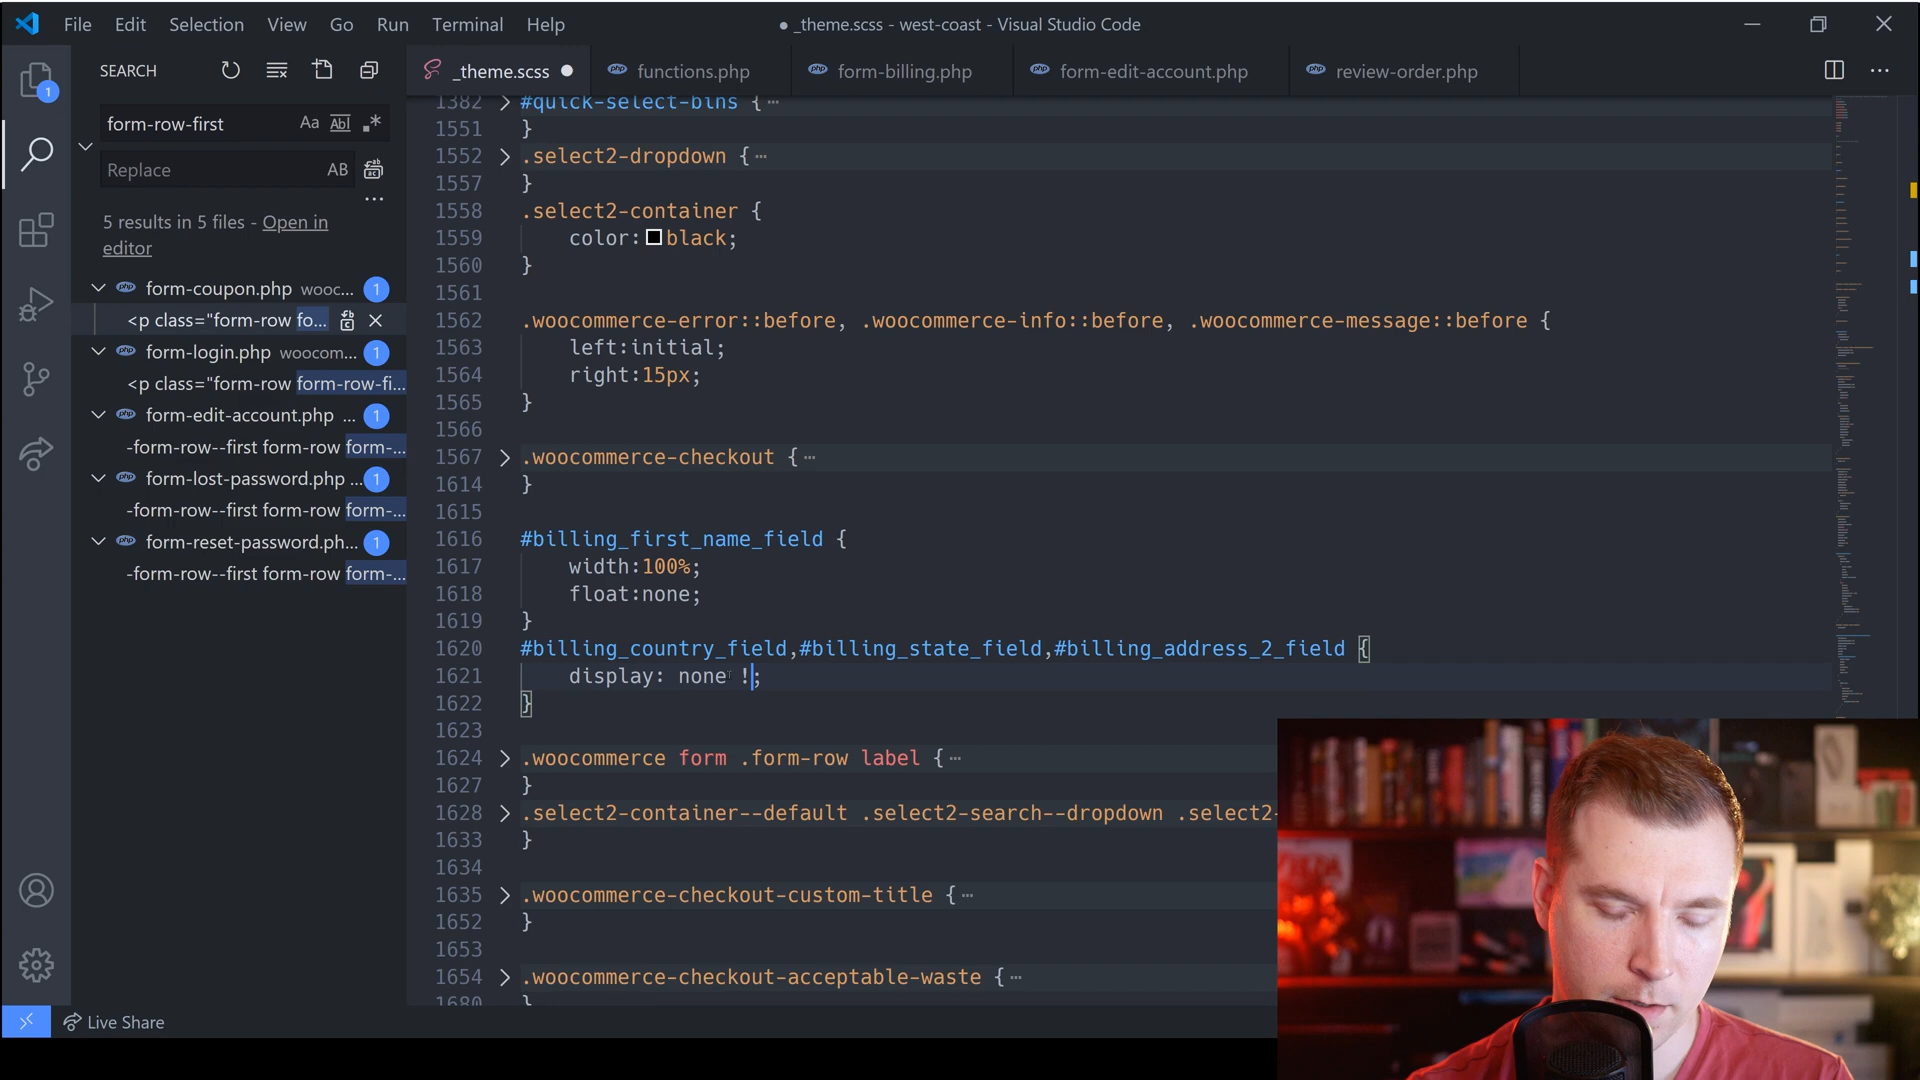 File Edit Selection View Go Run Terminal Help
● _theme.scss - west-coast - Visual Studio Code
SEARCH
_theme.scss ●
functions.php
form-billing.php
form-edit-account.php
review-order.php
form-row-first
Replace
5 results in 5 files - Open in
editor
form-coupon.php wooc... 1
<p class="form-row fo...
form-login.php woocom... 1
<p class="form-row form-row-fi...
form-edit-account.php ... 1
-form-row--first form-row form-...
form-lost-password.php ... 1
-form-row--first form-row form-...
form-reset-password.ph... 1
-form-row--first form-row form-...
1382 #quick-select-bins {⋯
1551 }
1552 .select2-dropdown {⋯
1557 }
1558 .select2-container {
1559 color: black;
1560 }
1561
1562 .woocommerce-error::before, .woocommerce-info::before, .woocommerce-message::before {
1563 left:initial;
1564 right:15px;
1565 }
1566
1567 .woocommerce-checkout {⋯
1614 }
1615
1616 #billing_first_name_field {
1617 width:100%;
1618 float:none;
1619 }
1620 #billing_country_field,#billing_state_field,#billing_address_2_field {
1621 display: none !;
1622 }
1623
1624 .woocommerce form .form-row label {⋯
1627 }
1628 .select2-container--default .select2-search--dropdown .select2-
1633 }
1634
1635 .woocommerce-checkout-custom-title {⋯
1652 }
1653
1654 .woocommerce-checkout-acceptable-waste {⋯
1680 }
Live Share